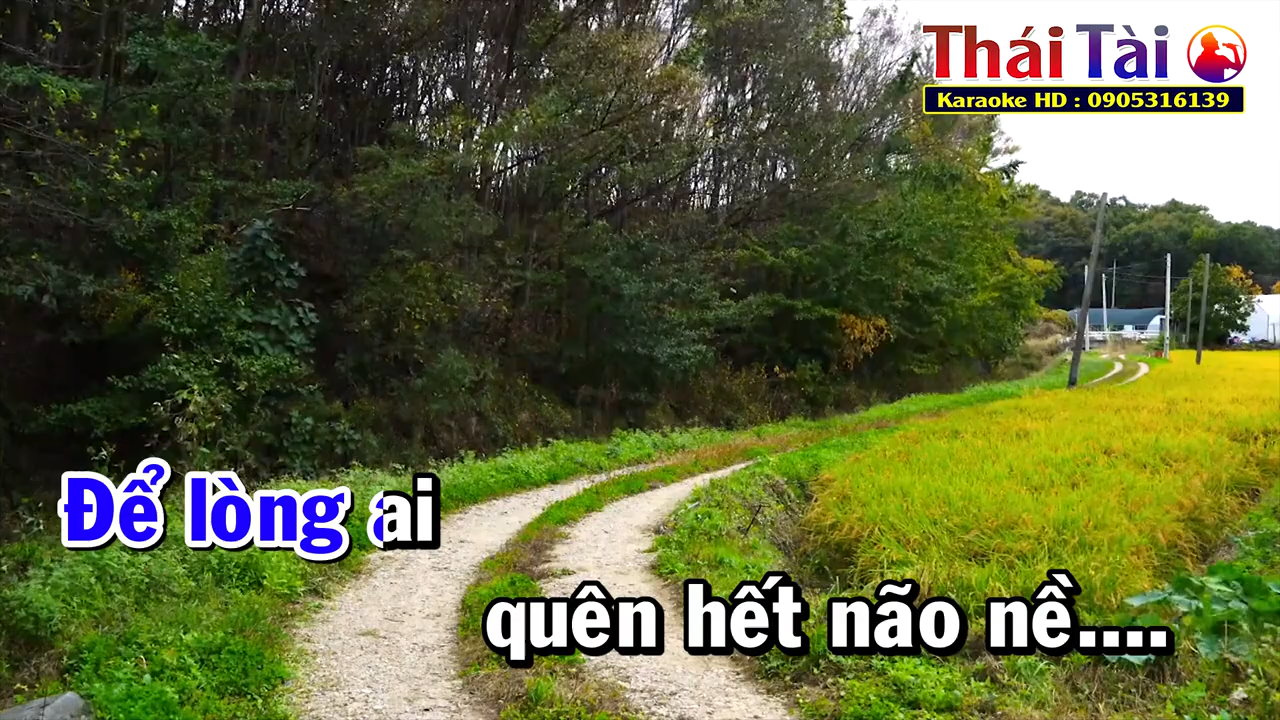 Thái Tài
Karaoke HD : 0905316139
Để lòng ai
quên hết não nề....